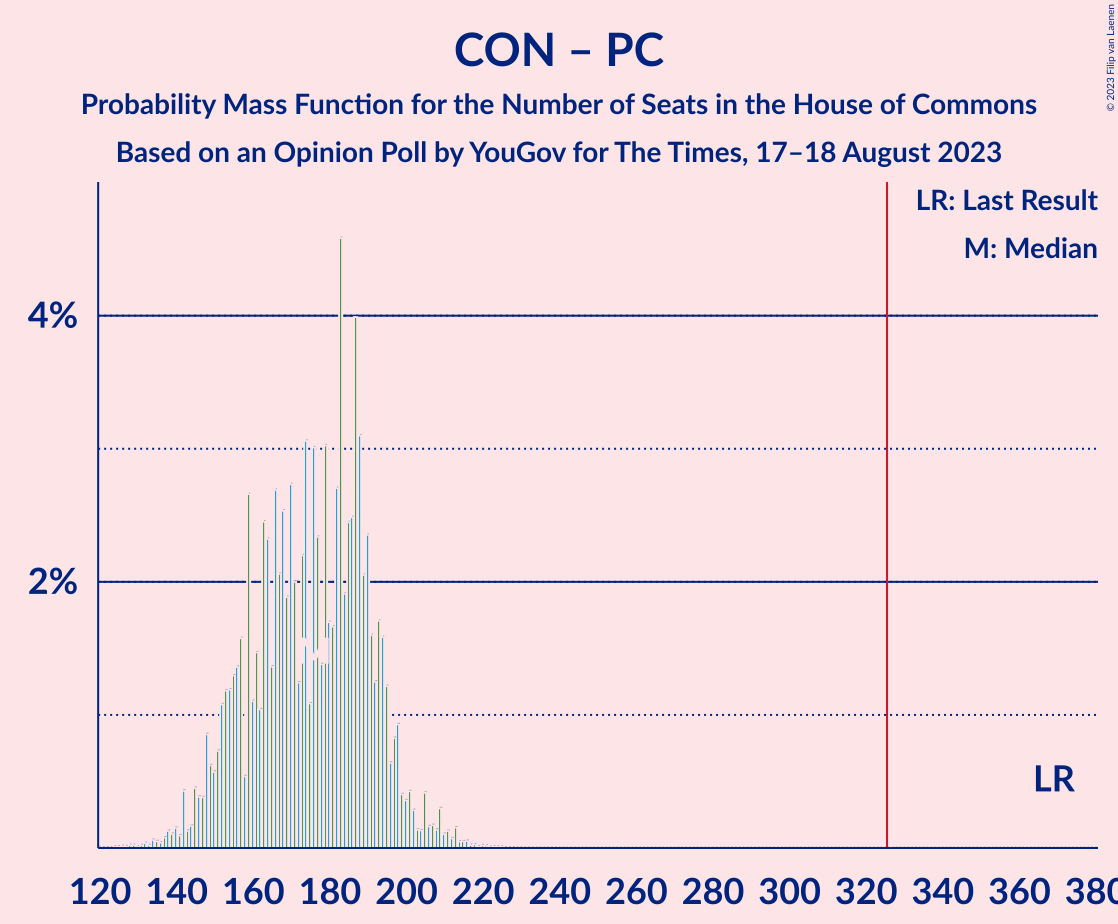 CON – PC
Probability Mass Function for the Number of Seats in the House of Commons
Based on an Opinion Poll by YouGov for The Times, 17–18 August 2023
© 2023 Filip van Laenen
LR: Last Result
M: Median
4%
2%
LR
120 140 160 180 200 220 240 260 280 300 320 340 360 380